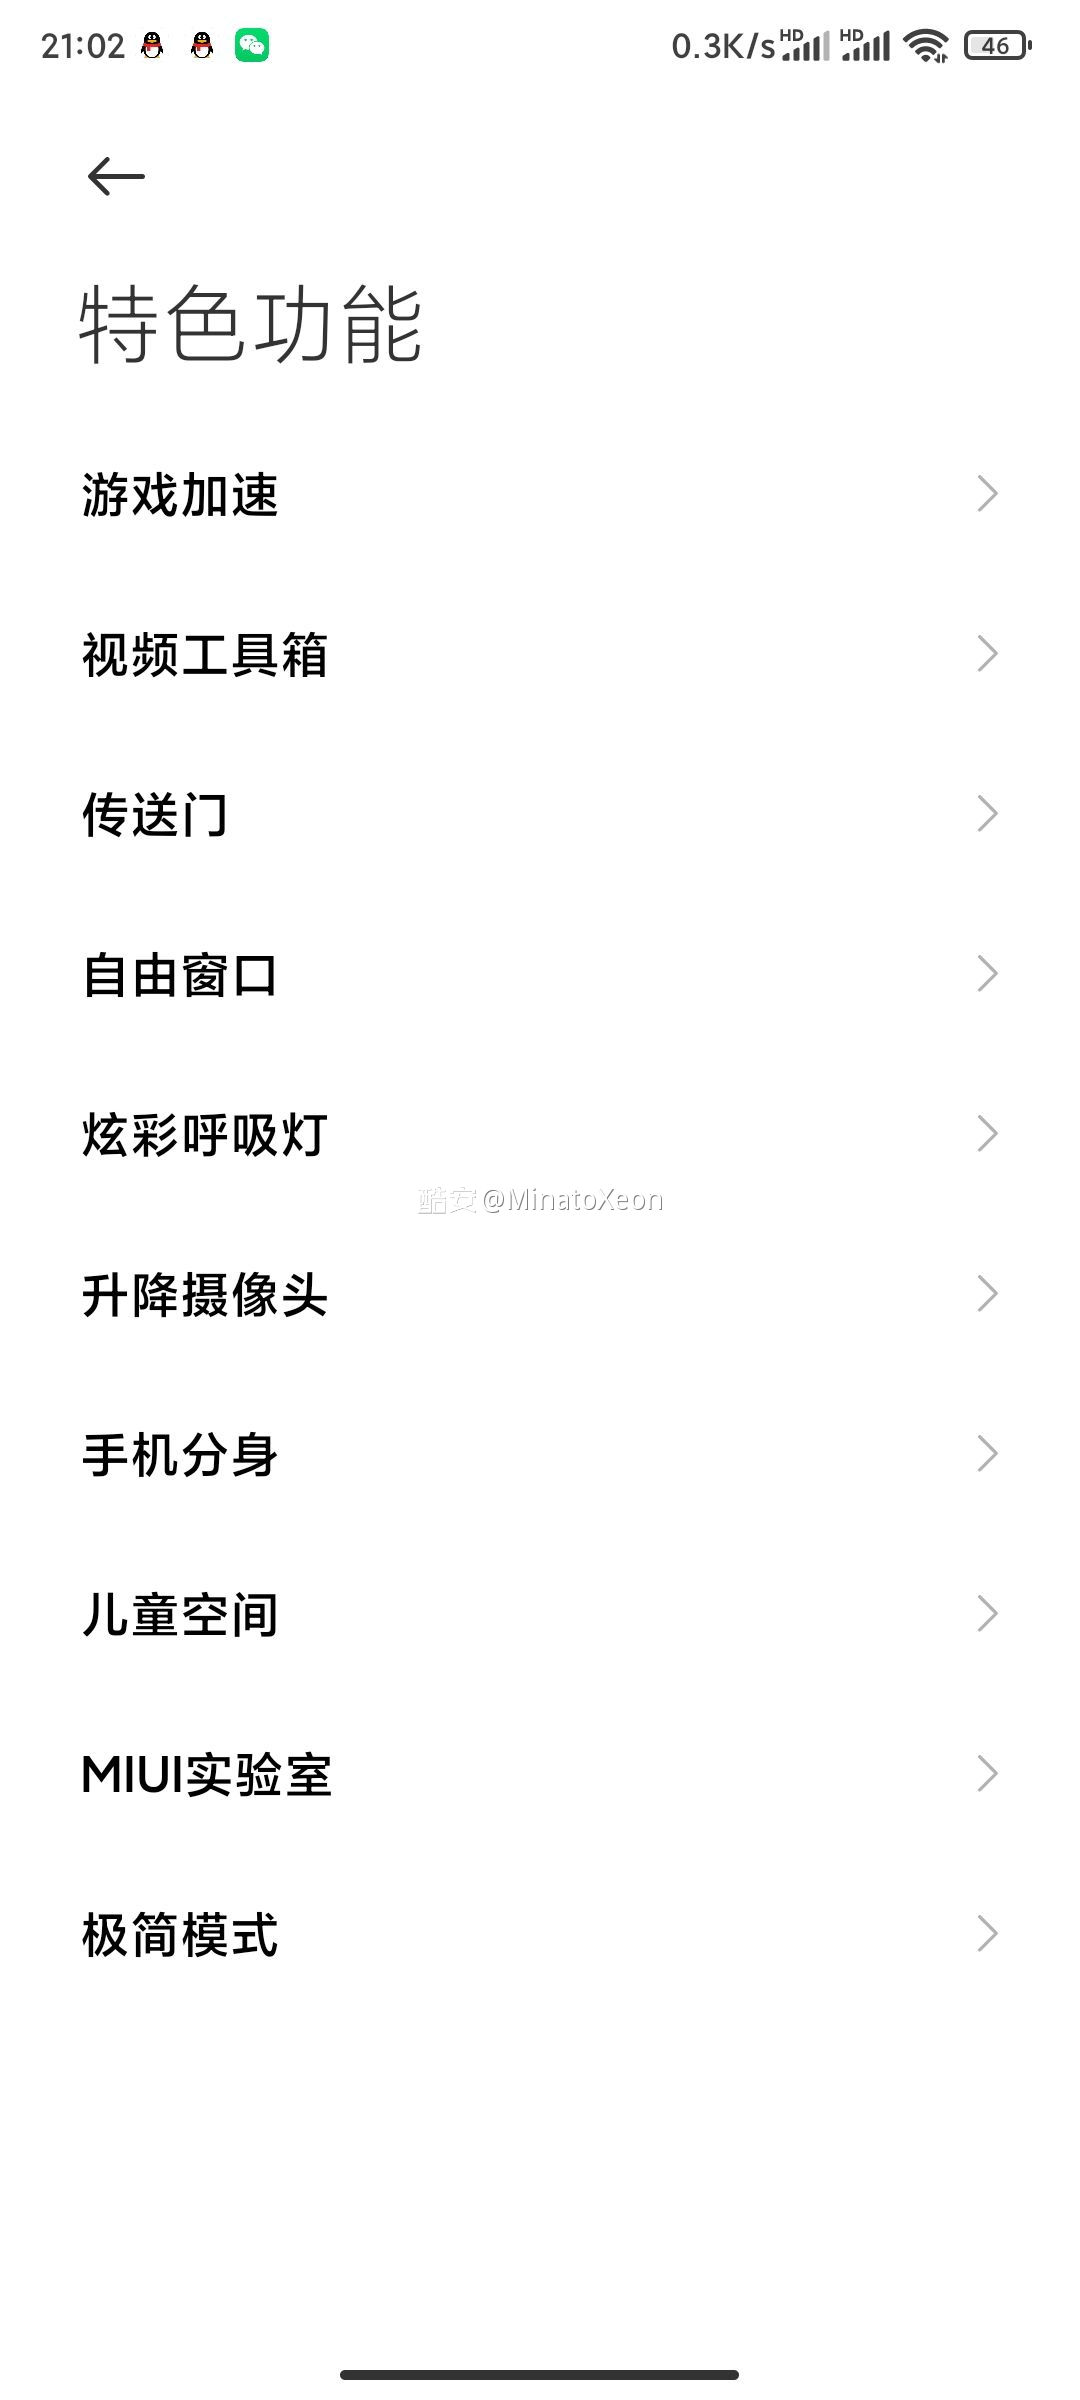 21:02 0.3K/s HD HD 46
特色功能
游戏加速
视频工具箱
传送门
自由窗口
炫彩呼吸灯
酷安@MinatoXeon
升降摄像头
手机分身
儿童空间
MIUI实验室
极简模式